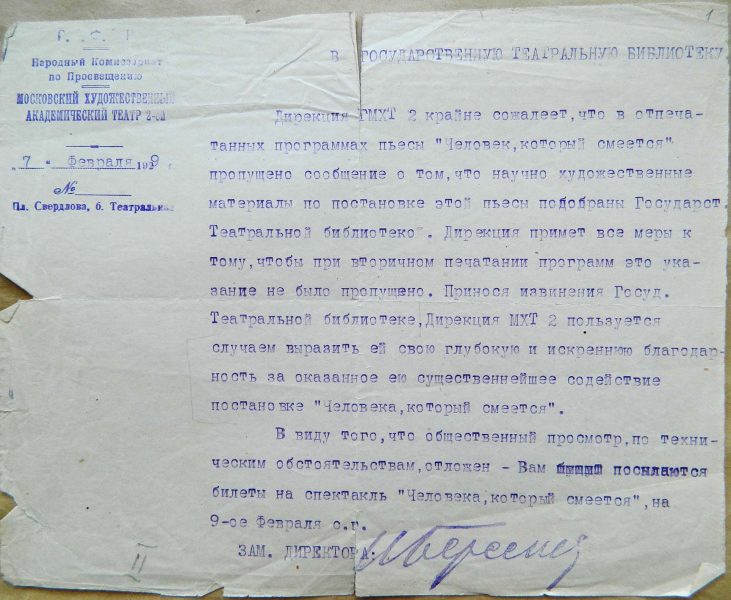 1
Народный Комиссариат
по Просвещению
МОСКОВСКИЙ ХУДОЖЕСТВЕННЫЙ
АКАДЕМИЧЕСКИЙ ТЕАТР 2-ой
„ 7 " Февраля 1929 г.
№
Пл. Свердлова, б. Театральная
В ГОСУДАРСТВЕННУЮ ТЕАТРАЛЬНУЮ БИБЛИОТЕКУ
Дирекция ГМХТ 2 крайне сожалеет,что в отпеча-
танных программах пьесы "Человек,который смеется"
пропущено сообщение о том,что научно художественные
материалы по постановке этой пьесы подобраны Государст.
Театральной библиотекой. Дирекция примет все меры к
тому,чтобы при вторичном печатании программ это ука-
зание не было пропущено. Принося извинения Госуд.
Театральной библиотеке,Дирекция МХТ 2 пользуется
случаем выразить ей свою глубокую и искреннюю благодар-
ность за оказанное ею существеннейшее содействие
постановке "Человека,который смеется".
В виду того,что общественный просмотр,по техни-
ческим обстоятельствам,отложен - Вам посылаются
билеты на спектакль "Человека,который смеется",на
9-ое Февраля с.г.
ЗАМ. ДИРЕКТОРА:
И Берсенев
II